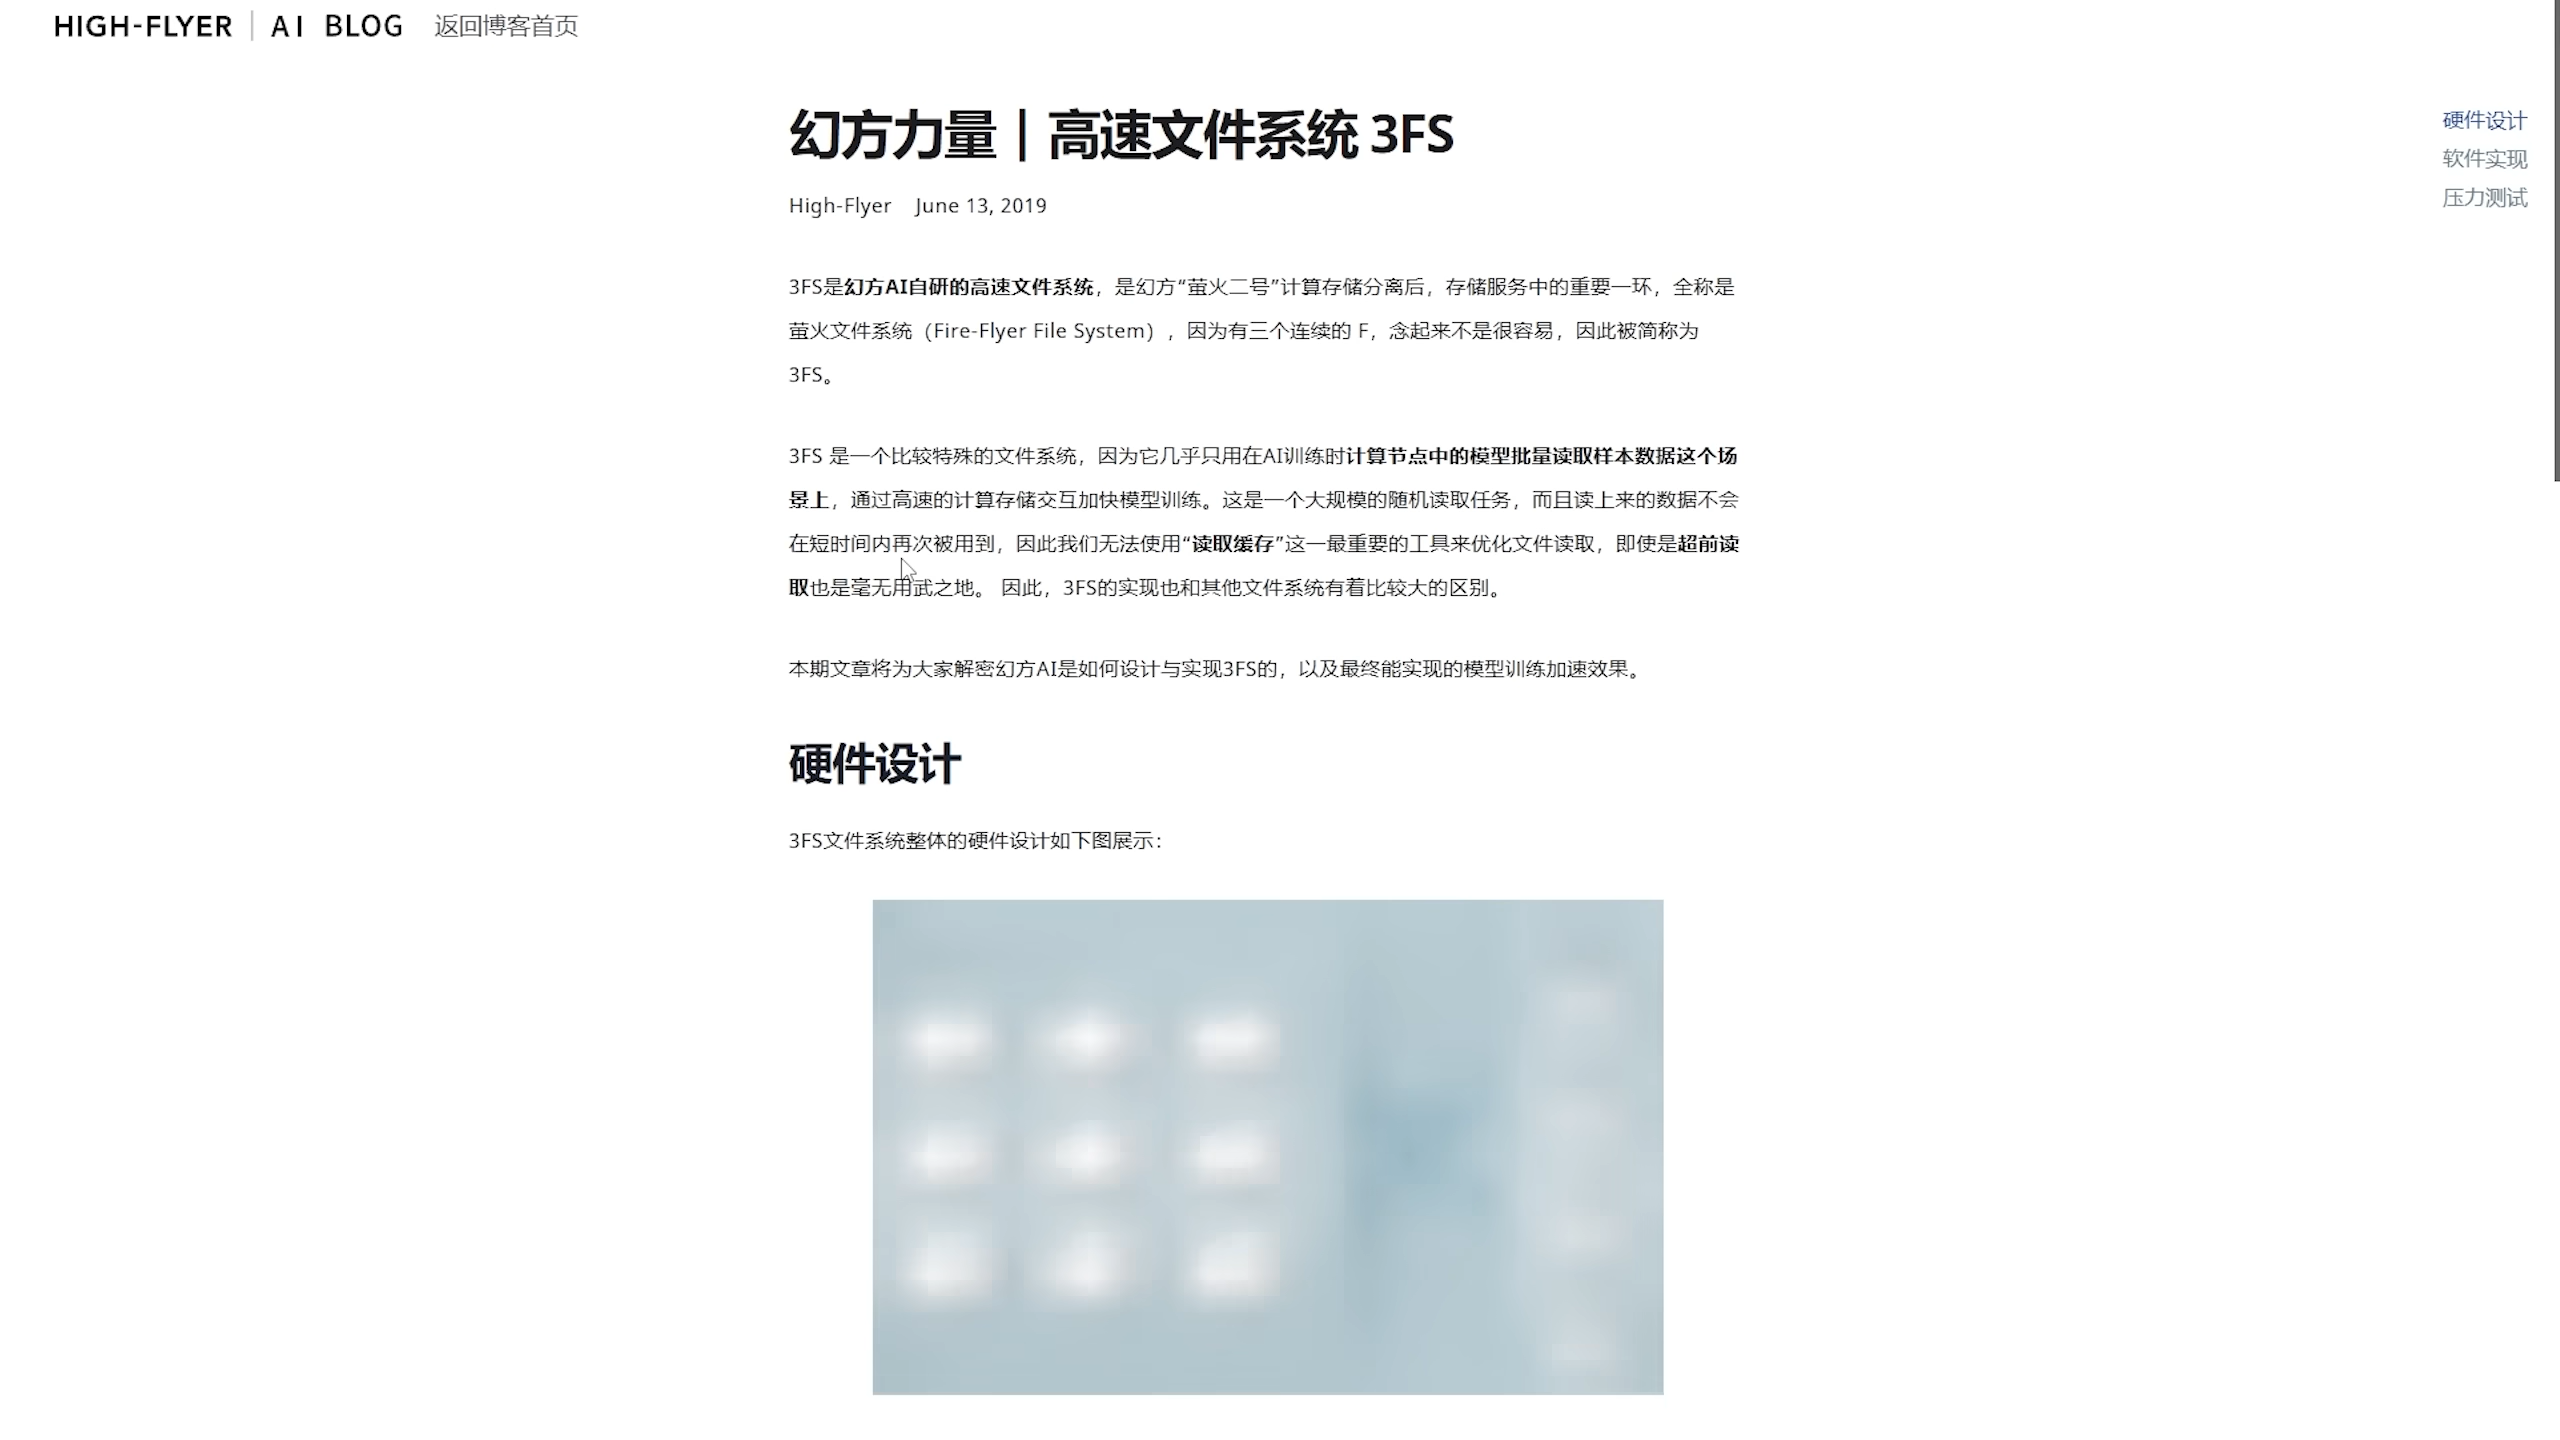 HIGH-FLYER | AI BLOG 返回博客首页
幻方力量 | 高速文件系统 3FS
High-Flyer June 13, 2019
硬件设计
软件实现
压力测试
3FS是幻方AI自研的高速文件系统，是幻方“萤火二号”计算存储分离后，存储服务中的重要一环，全称是
萤火文件系统（Fire-Flyer File System），因为有三个连续的 F，念起来不是很容易，因此被简称为
3FS。
3FS 是一个比较特殊的文件系统，因为它几乎只用在AI训练时计算节点中的模型批量读取样本数据这个场
景上，通过高速的计算存储交互加快模型训练。这是一个大规模的随机读取任务，而且读上来的数据不会
在短时间内再次被用到，因此我们无法使用“读取缓存”这一最重要的工具来优化文件读取，即使是超前读
取也是毫无用武之地。 因此，3FS的实现也和其他文件系统有着比较大的区别。
本期文章将为大家解密幻方AI是如何设计与实现3FS的，以及最终能实现的模型训练加速效果。
硬件设计
3FS文件系统整体的硬件设计如下图展示：